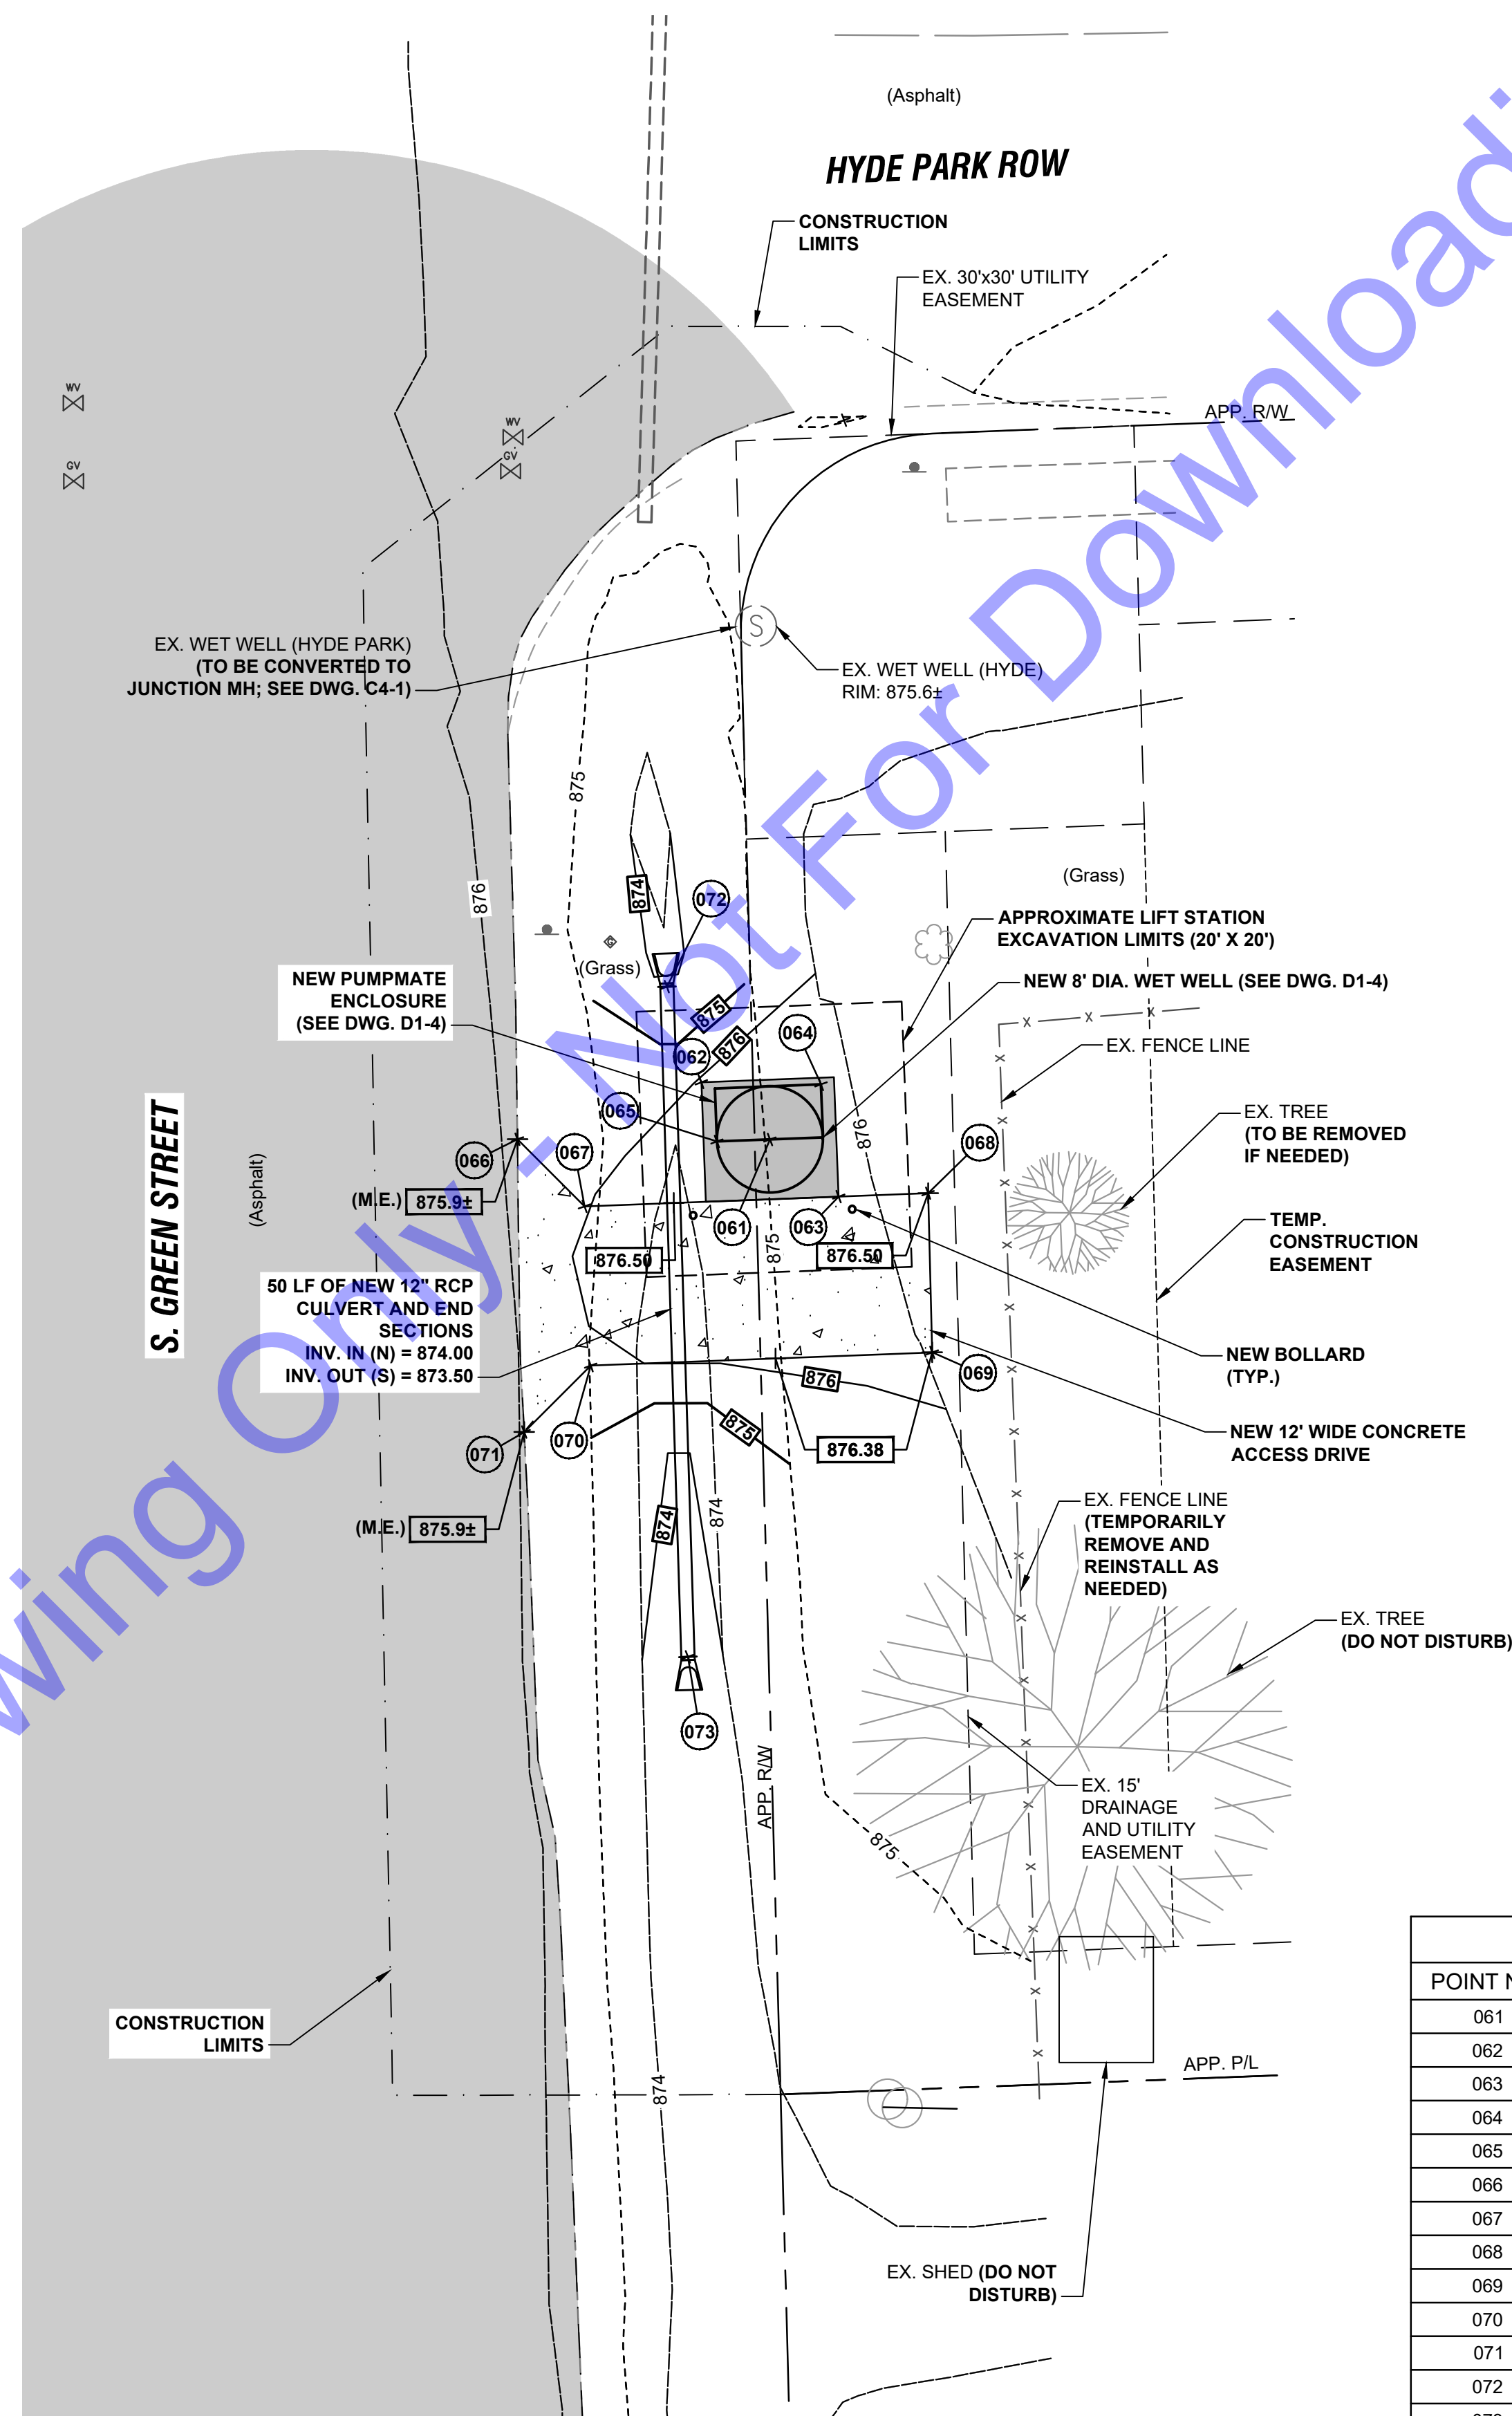 (Asphalt)
HYDE PARK ROW
CONSTRUCTION
LIMITS
EX. 30'x30' UTILITY
EASEMENT
WV
WV
GV
GV
APP. R/W
EX. WET WELL (HYDE PARK)
(TO BE CONVERTED TO
JUNCTION MH; SEE DWG. C4-1)
S
EX. WET WELL (HYDE)
RIM: 875.6±
875
876
874
072
(Grass)
(Grass)
G
APPROXIMATE LIFT STATION
EXCAVATION LIMITS (20' X 20')
NEW PUMPMATE
ENCLOSURE
(SEE DWG. D1-4)
NEW 8' DIA. WET WELL (SEE DWG. D1-4)
875
876
062
064
EX. FENCE LINE
065
EX. TREE
(TO BE REMOVED
IF NEEDED)
S. GREEN STREET
(Asphalt)
066
067
876
068
(M.E.) 875.9±
061
063
TEMP.
CONSTRUCTION
EASEMENT
876.50
875
876.50
50 LF OF NEW 12" RCP
CULVERT AND END
SECTIONS
INV. IN (N) = 874.00
INV. OUT (S) = 873.50
NEW BOLLARD
(TYP.)
876
069
071
070
875
876.38
NEW 12' WIDE CONCRETE
ACCESS DRIVE
(M.E.) 875.9±
874
874
EX. FENCE LINE
(TEMPORARILY
REMOVE AND
REINSTALL AS
NEEDED)
EX. TREE
(DO NOT DISTURB)
073
APP. R/W
EX. 15'
DRAINAGE
AND UTILITY
EASEMENT
875
CONSTRUCTION
LIMITS
874
APP. P/L
EX. SHED (DO NOT
DISTURB)
POINT N
061
062
063
064
065
066
067
068
069
070
071
072
wing Only - Not For Downloadi